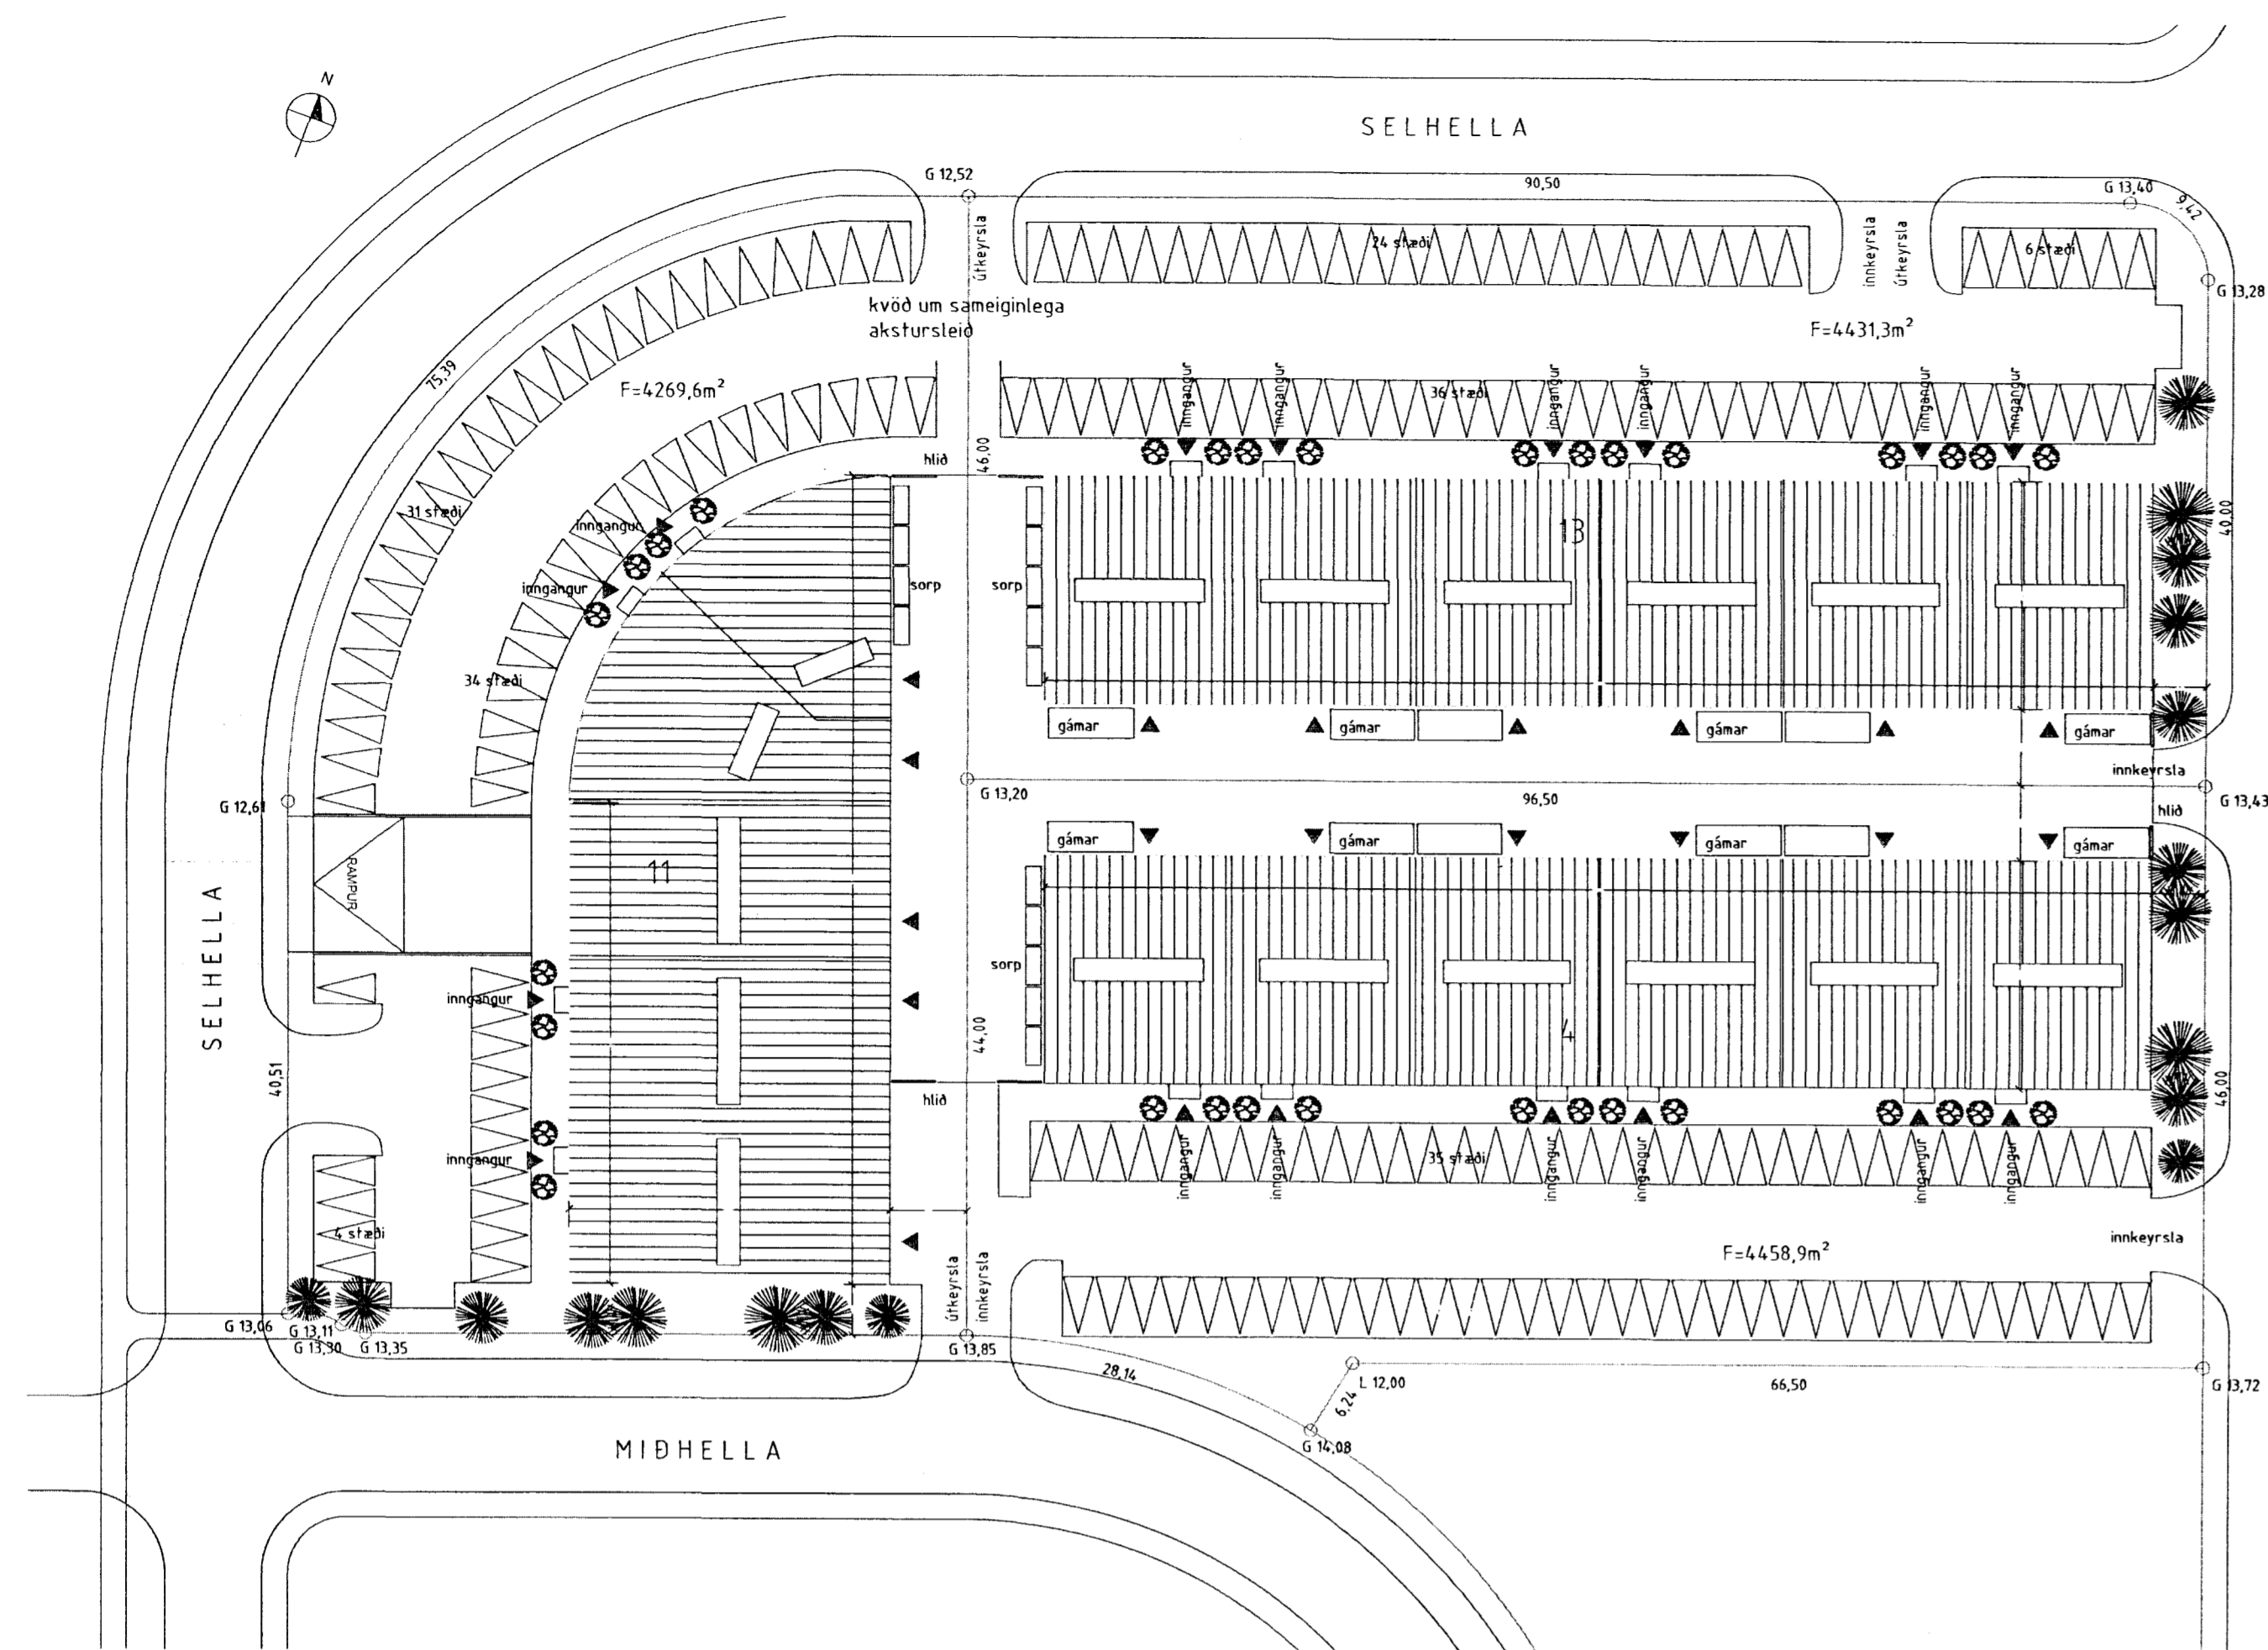 N
SELHELLA
G 12,52
90,50
G 13,40
9,42
útkeyrsla
24 stæði
innkeyrsla
útkeyrsla
6 stæði
G 13,28
kvöð um sameiginlega
akstursleið
F=4431,3m²
75,39
F=4269,6m²
inngangur
inngangur
36 stæði
inngangur
inngangur
inngangur
inngangur
46,00
hlið
31 stæði
inngangur
13
40,00
inngangur
sorp
sorp
34 stæði
gámar
gámar
gámar
gámar
innkeyrsla
G 12,61
G 13,20
96,50
G 13,43
hlið
gámar
gámar
gámar
gámar
RAMPUR
11
SELHELLA
sorp
inngangur
44,00
4
40,51
hlið
46,00
inngangur
inngangur
inngangur
35 stæði
inngangur
inngangur
inngangur
inngangur
4 stæði
F=4458,9m²
innkeyrsla
útkeyrsla
innkeyrsla
G 13,06
G 13,11
G 13,30
G 13,35
G 13,85
28,14
L 12,00
66,50
G 13,72
6,24
G 14,08
MIÐHELLA